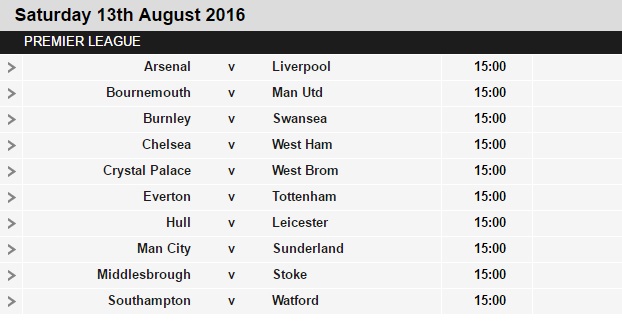 Saturday 13th August 2016
PREMIER LEAGUE
Arsenal v Liverpool 15:00
Bournemouth v Man Utd 15:00
Burnley v Swansea 15:00
Chelsea v West Ham 15:00
Crystal Palace v West Brom 15:00
Everton v Tottenham 15:00
Hull v Leicester 15:00
Man City v Sunderland 15:00
Middlesbrough v Stoke 15:00
Southampton v Watford 15:00